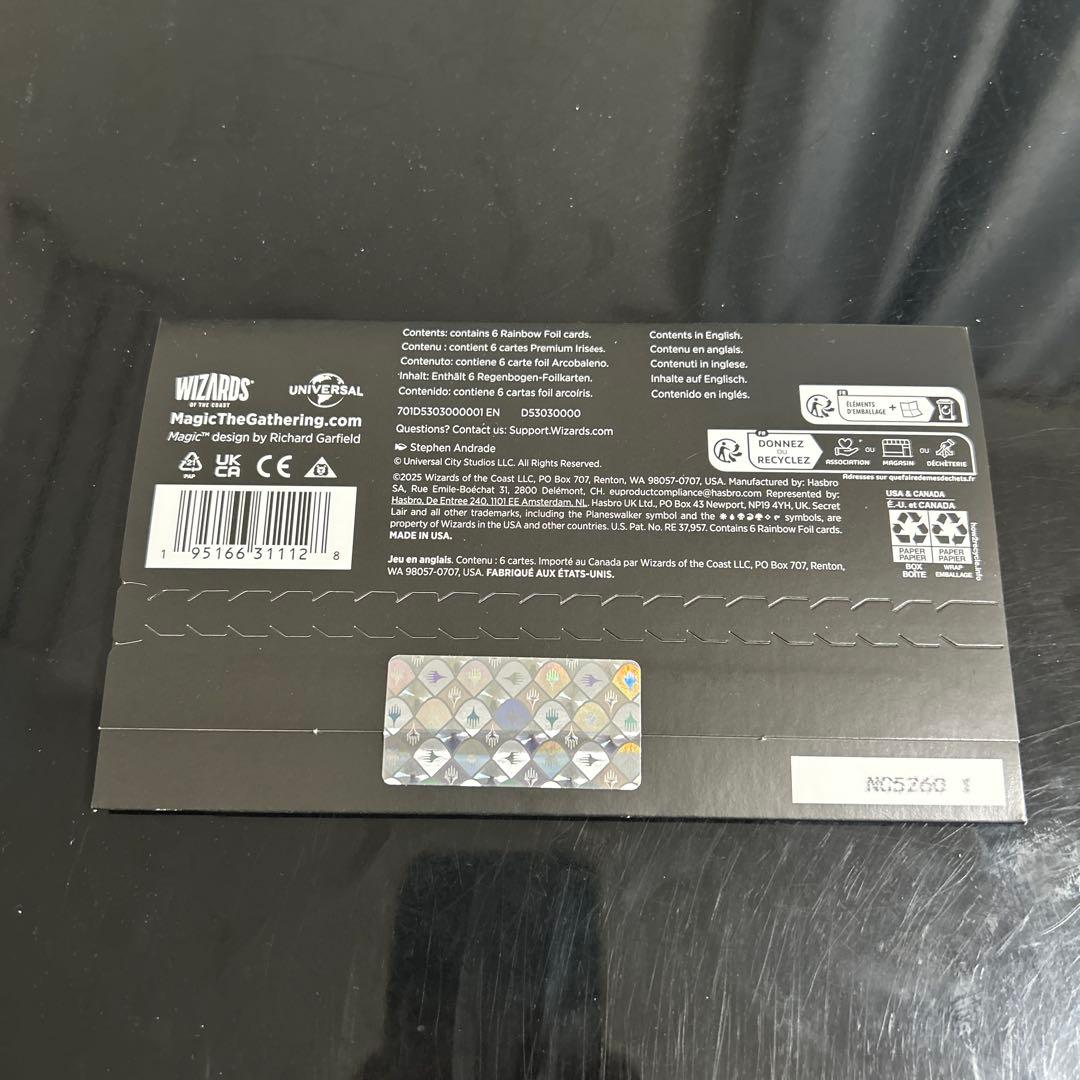 Contents: contains 6 Rainbow Foil cards.
Contenu : contient 6 cartes Premium Irisées.
Contenuto: contiene 6 carte foil Arcobaleno.
Inhalt: Enthält 6 Regenbogen-Foilkarten.
Contenido: contiene 6 cartas foil arcoíris.
Contents in English.
Contenu en anglais.
Contenuti in inglese.
Inhalte auf Englisch.
Contenido en inglés.
WIZARDS
OF THE COAST
UNIVERSAL
MagicTheGathering.com
Magic™ design by Richard Garfield
21
PAP
UK
CA
CE
1 95166 31112 8
701D5303000001 EN D53030000
Questions? Contact us: Support.Wizards.com
Stephen Andrade
© Universal City Studios LLC. All Rights Reserved.
©2025 Wizards of the Coast LLC, PO Box 707, Renton, WA 98057-0707, USA. Manufactured by: Hasbro
SA, Rue Emile-Boéchat 31, 2800 Delémont, CH. euproductcompliance@hasbro.com Represented by:
Hasbro, De Entree 240, 1101 EE Amsterdam, NL. Hasbro UK Ltd., PO Box 43 Newport, NP19 4YH, UK. Secret
Lair and all other trademarks, including the Planeswalker symbol and the symbols, are
property of Wizards in the USA and other countries. U.S. Pat. No. RE 37,957. Contains 6 Rainbow Foil cards.
MADE IN USA.
Jeu en anglais. Contenu : 6 cartes. Importé au Canada par Wizards of the Coast LLC, PO Box 707, Renton,
WA 98057-0707, USA. FABRIQUÉ AUX ÉTATS-UNIS.
FR
ÉLÉMENTS
D'EMBALLAGE +
FR
DONNEZ
OU
RECYCLEZ
ASSOCIATION OU MAGASIN OU DÉCHÈTERIE
Adresses sur quefairedemesdechets.fr
USA & CANADA
É.-U. et CANADA
PAPER PAPER
PAPIER PAPIER
BOX WRAP
BOÎTE EMBALLAGE
how2recycle.info